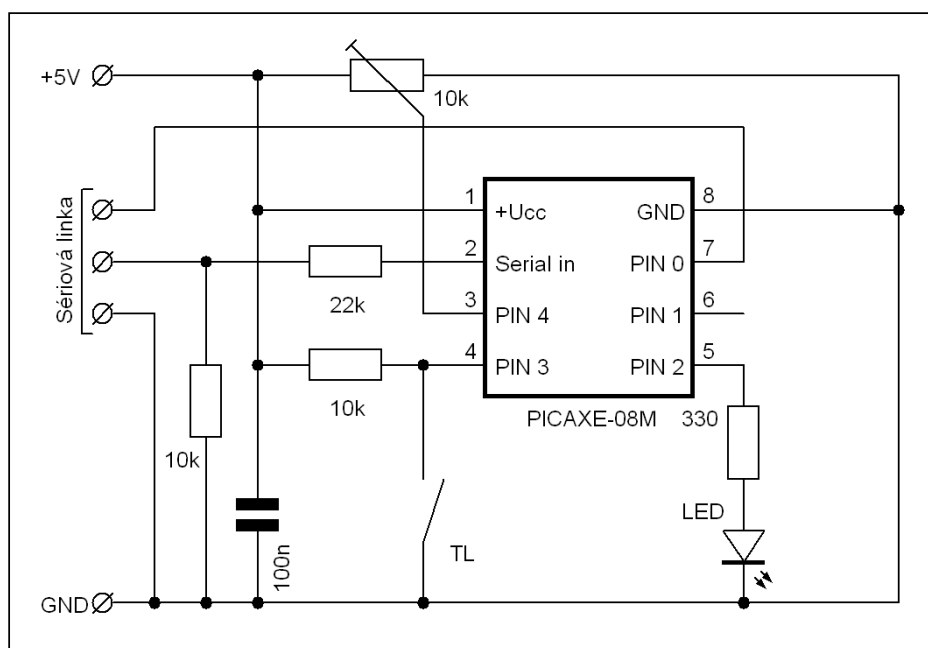 +5V
10k
Sériová linka
1
+Ucc
GND
8
2
Serial in
PIN 0
7
22k
3
PIN 4
PIN 1
6
4
PIN 3
PIN 2
5
10k
PICAXE-08M
330
10k
LED
100n
TL
GND